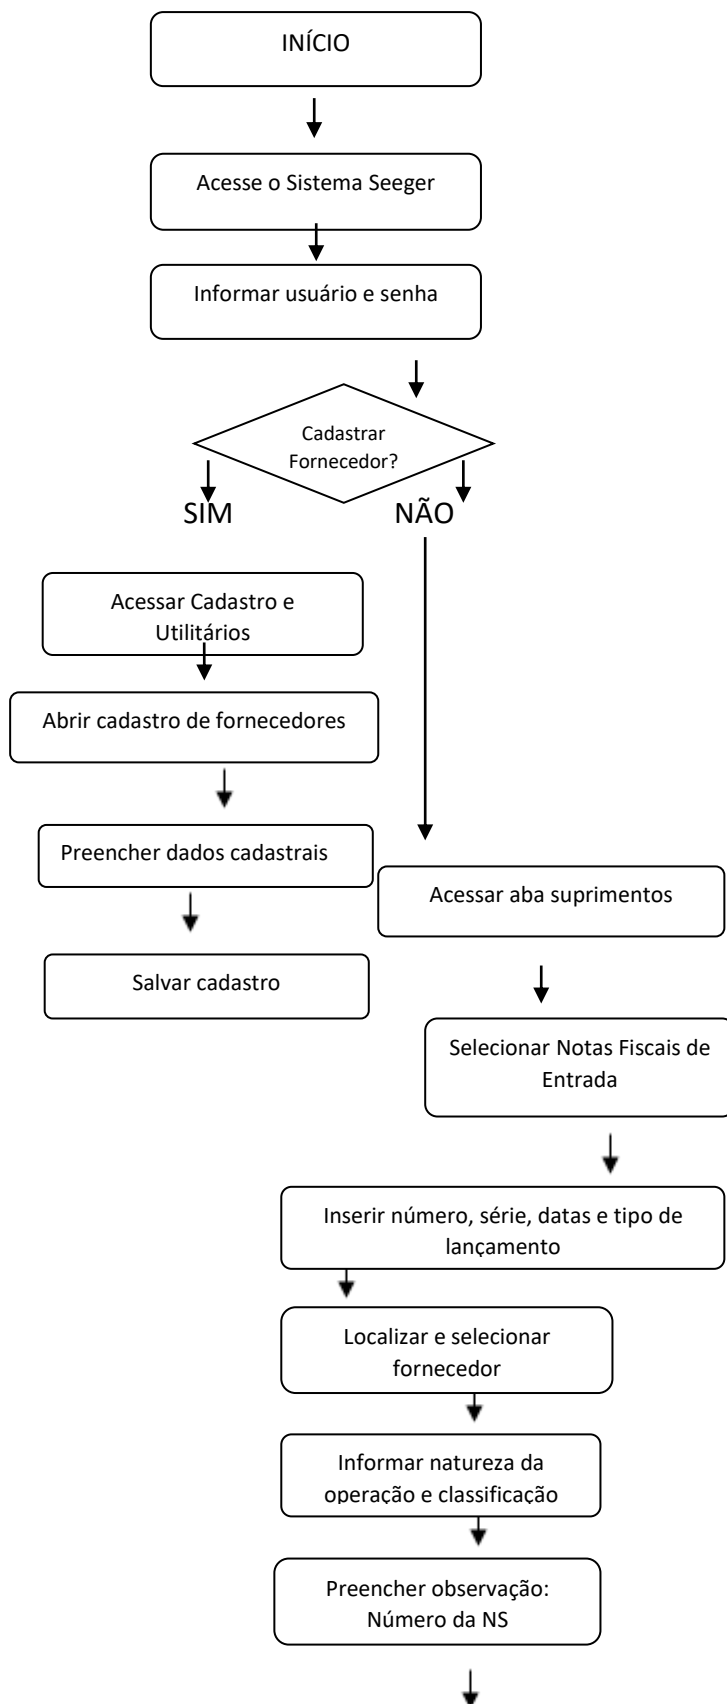 INÍCIO
Acesse o Sistema Seeger
Informar usuário e senha
Cadastrar
Fornecedor?
SIM
NÃO
Acessar Cadastro e
Utilitários
Abrir cadastro de fornecedores
Preencher dados cadastrais
Salvar cadastro
Acessar aba suprimentos
Selecionar Notas Fiscais de
Entrada
Inserir número, série, datas e tipo de
lançamento
Localizar e selecionar
fornecedor
Informar natureza da
operação e classificação
Preencher observação:
Número da NS